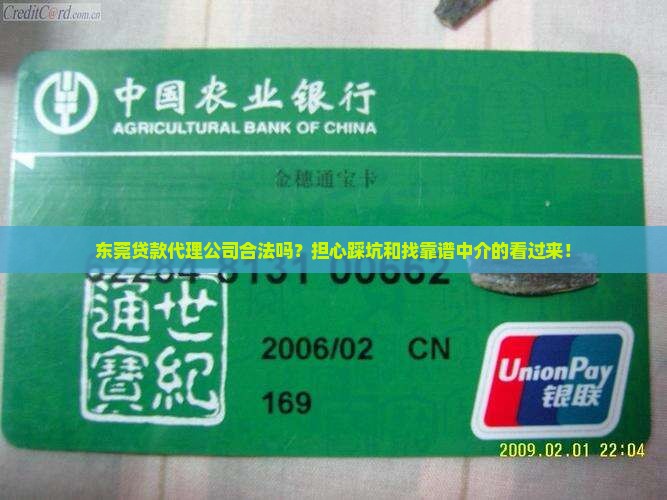 CreditCard.com.cn
中国农业银行
AGRICULTURAL BANK OF CHINA
金穗通宝卡
东莞贷款代理公司合法吗？担心踩坑和找靠谱中介的看过来！
世紀
通寶
2006/02 CN
169
UnionPay
银联
2009.02.01 22:04